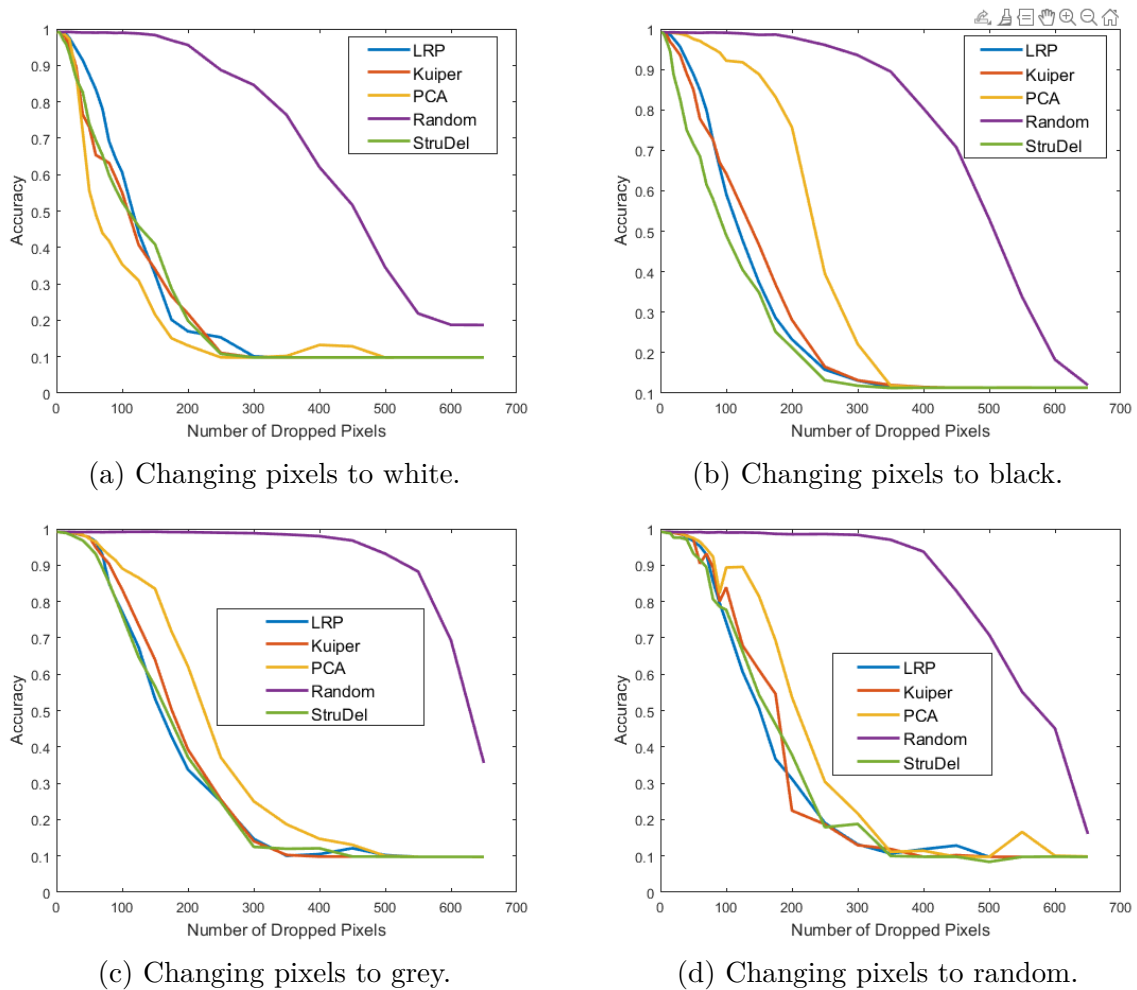 1
0.9
0.8
0.7
0.6
0.5
0.4
0.3
0.2
0.1
0
Accuracy
LRP
Kuiper
PCA
Random
StruDel
0 100 200 300 400 500 600 700
Number of Dropped Pixels
(a) Changing pixels to white.
1
0.9
0.8
0.7
0.6
0.5
0.4
0.3
0.2
0.1
Accuracy
LRP
Kuiper
PCA
Random
StruDel
0 100 200 300 400 500 600 700
Number of Dropped Pixels
(b) Changing pixels to black.
1
0.9
0.8
0.7
0.6
0.5
0.4
0.3
0.2
0.1
0
Accuracy
LRP
Kuiper
PCA
Random
StruDel
0 100 200 300 400 500 600 700
Number of Dropped Pixels
(c) Changing pixels to grey.
1
0.9
0.8
0.7
0.6
0.5
0.4
0.3
0.2
0.1
0
Accuracy
LRP
Kuiper
PCA
Random
StruDel
0 100 200 300 400 500 600 700
Number of Dropped Pixels
(d) Changing pixels to random.